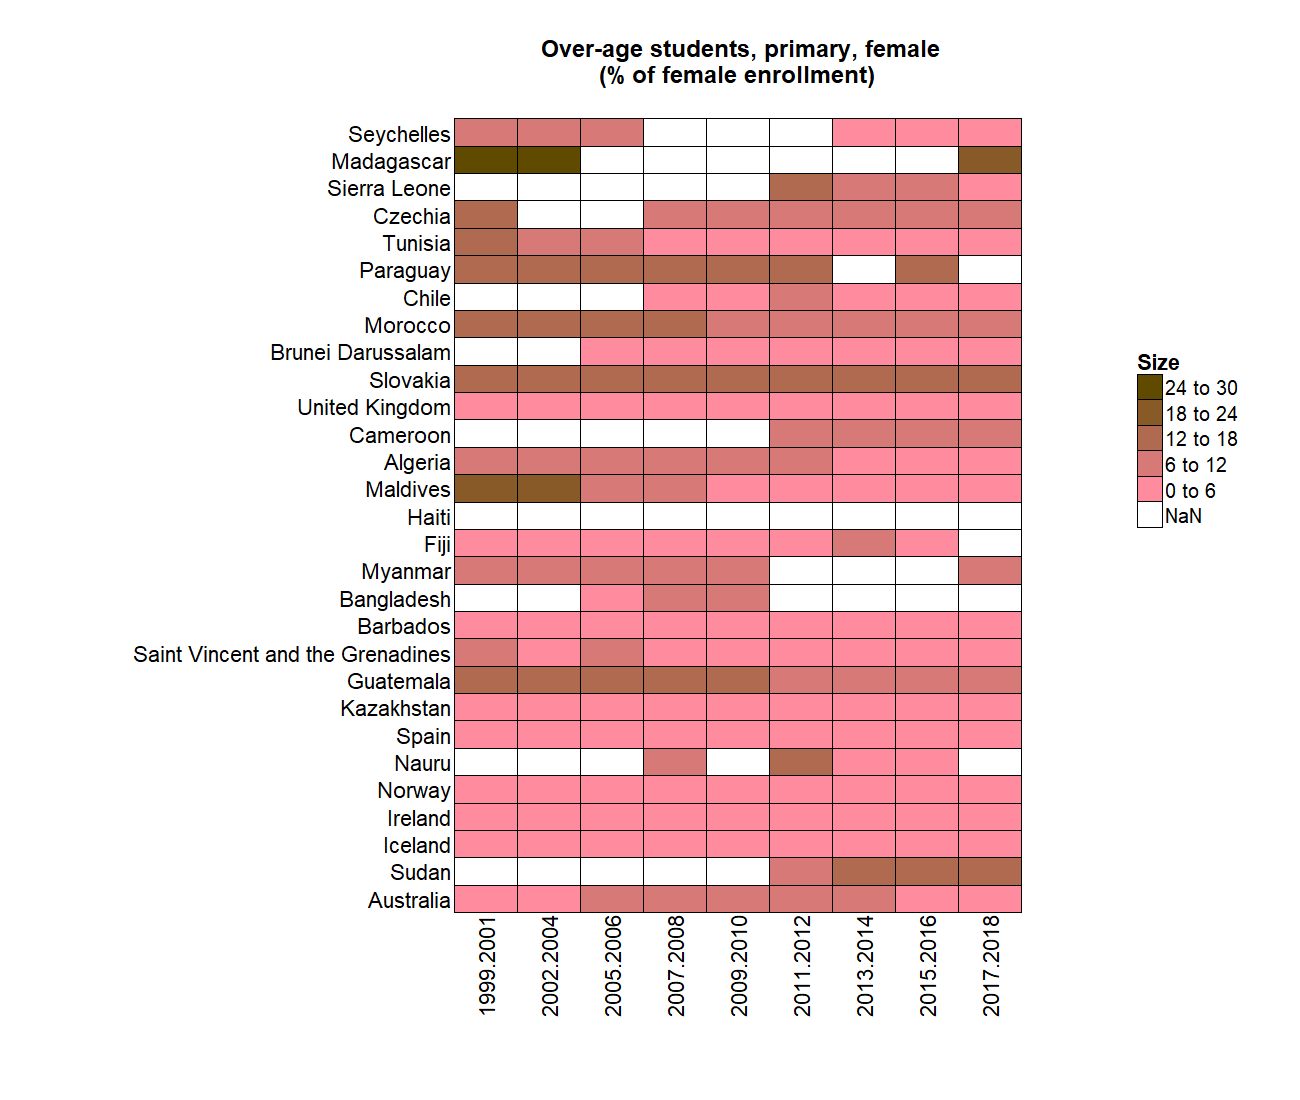 Over-age students, primary, female
(% of female enrollment)
Seychelles
Madagascar
Sierra Leone
Czechia
Tunisia
Paraguay
Chile
Morocco
Brunei Darussalam
Slovakia
United Kingdom
Cameroon
Algeria
Maldives
Haiti
Fiji
Myanmar
Bangladesh
Barbados
Saint Vincent and the Grenadines
Guatemala
Kazakhstan
Spain
Nauru
Norway
Ireland
Iceland
Sudan
Australia
1999.2001
2002.2004
2005.2006
2007.2008
2009.2010
2011.2012
2013.2014
2015.2016
2017.2018
Size
24 to 30
18 to 24
12 to 18
6 to 12
0 to 6
NaN